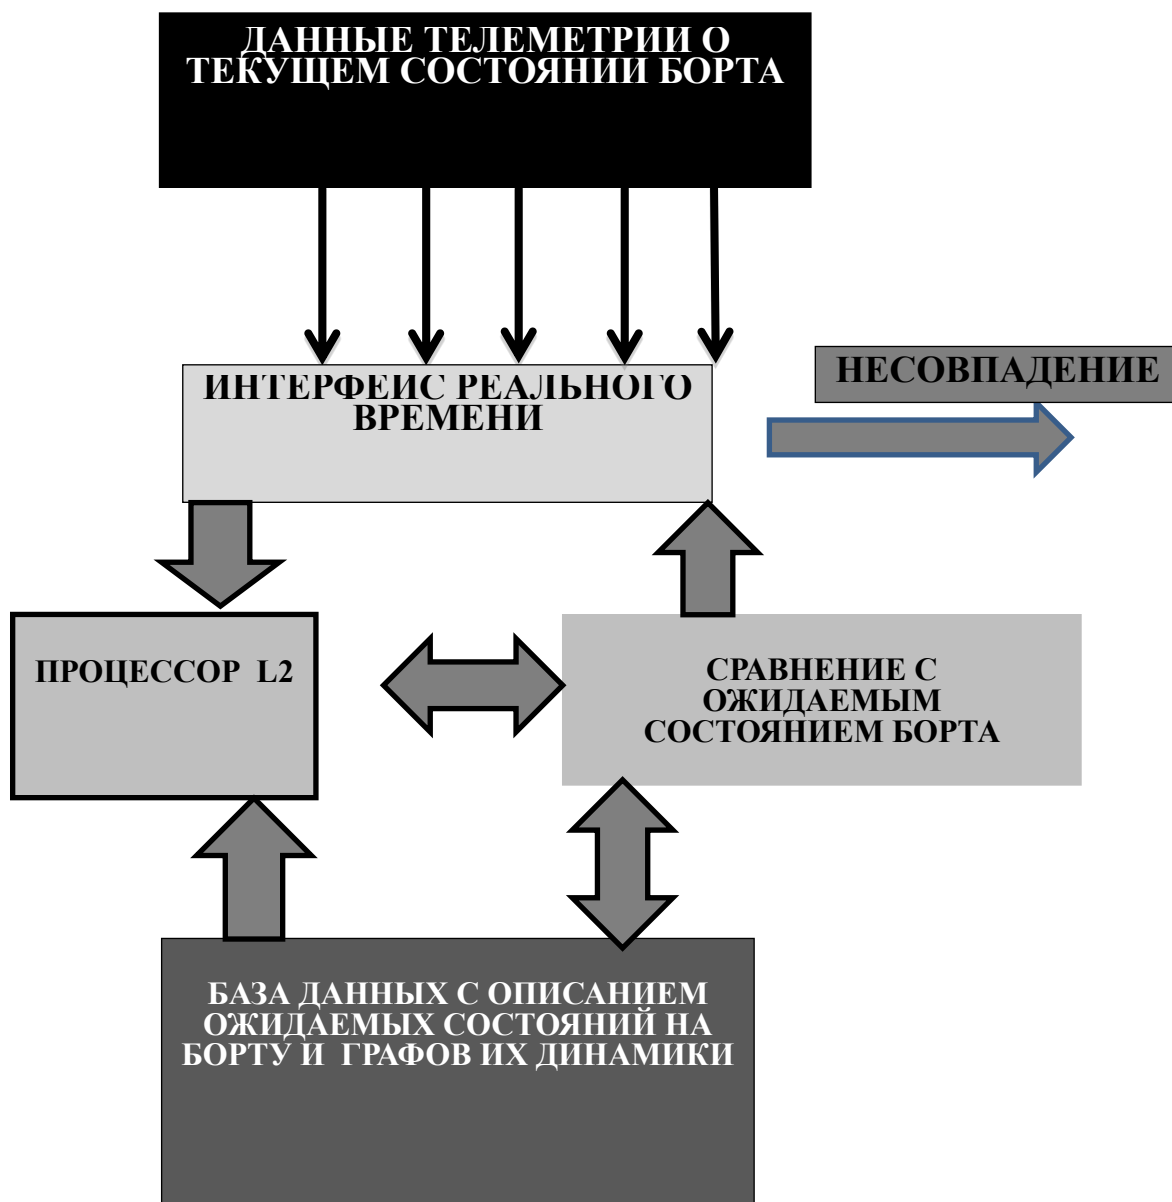 ДАННЫЕ ТЕЛЕМЕТРИИ О
ТЕКУЩЕМ СОСТОЯНИИ БОРТА
ИНТЕРФЕЙС РЕАЛЬНОГО
ВРЕМЕНИ
НЕСОВПАДЕНИЕ
ПРОЦЕССОР L2
СРАВНЕНИЕ С
ОЖИДАЕМЫМ
СОСТОЯНИЕМ БОРТА
БАЗА ДАННЫХ С ОПИСАНИЕМ
ОЖИДАЕМЫХ СОСТОЯНИЙ НА
БОРТУ И ГРАФОВ ИХ ДИНАМИКИ